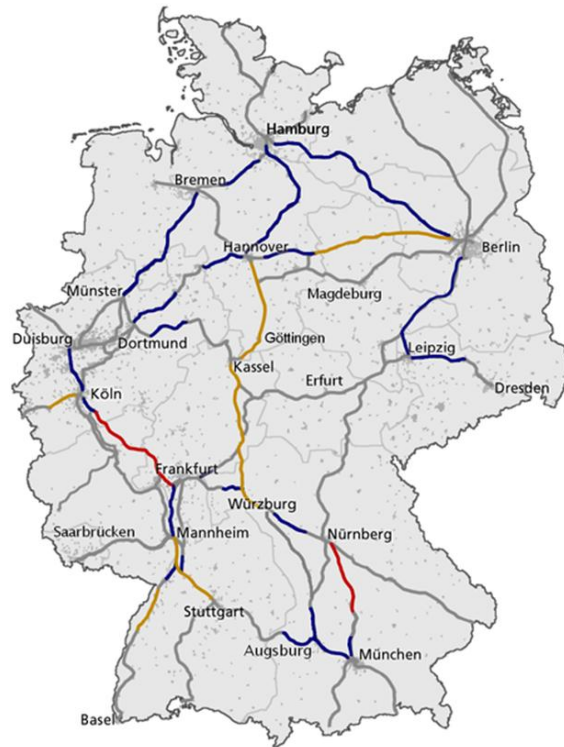 Hamburg
Bremen
Hannover
Berlin
Münster
Magdeburg
Duisburg
Dortmund
Göttingen
Leipzig
Kassel
Erfurt
Köln
Dresden
Frankfurt
Würzburg
Saarbrücken
Mannheim
Nürnberg
Stuttgart
Augsburg
München
Basel